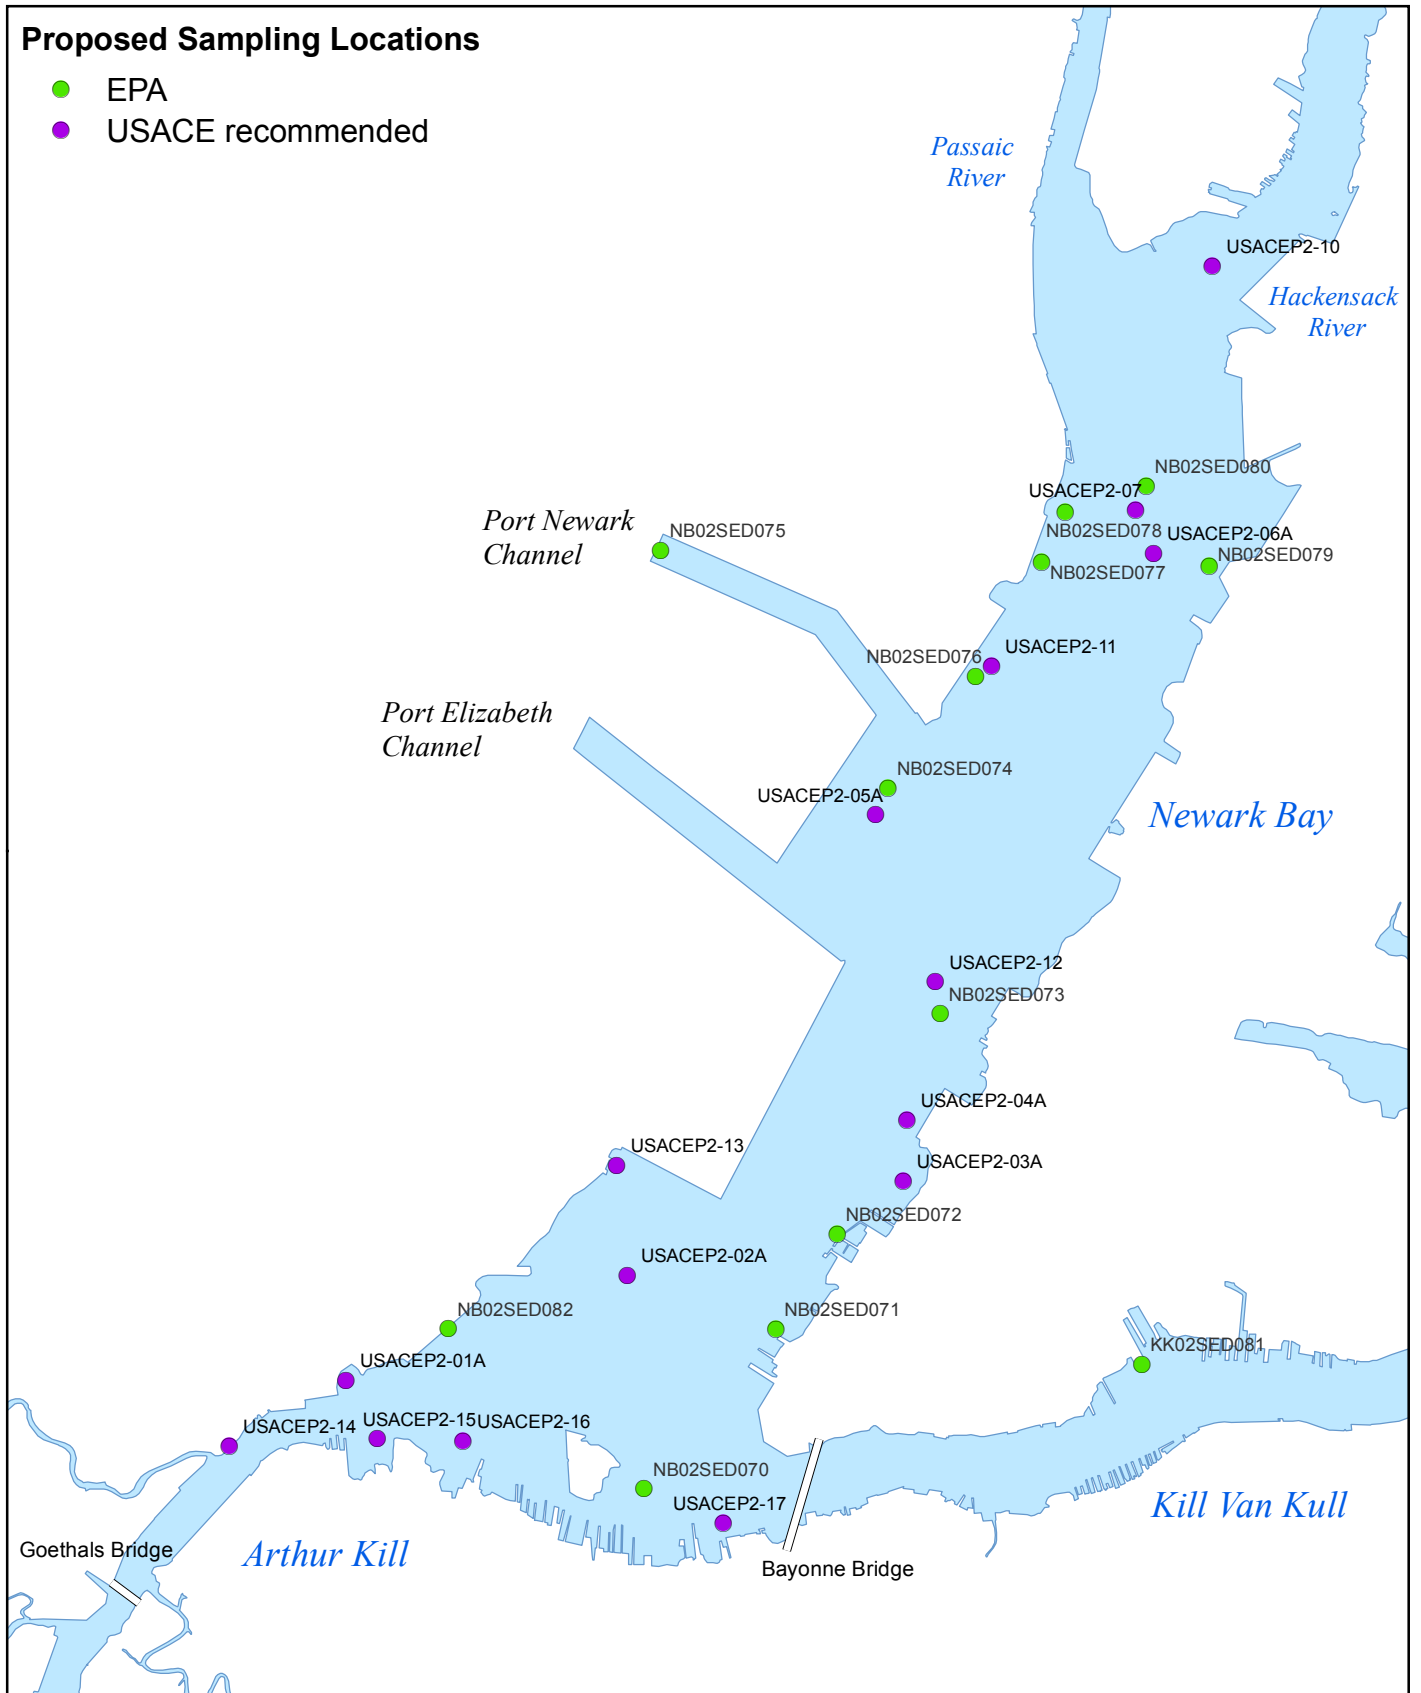 Proposed Sampling Locations
EPA
USACE recommended
Passaic
River
USACEP2-10
Hackensack
River
NB02SED080
USACEP2-07
Port Newark
Channel
NB02SED075
NB02SED078
USACEP2-06A
NB02SED079
NB02SED077
USACEP2-11
NB02SED076
Port Elizabeth
Channel
NB02SED074
USACEP2-05A
Newark Bay
USACEP2-12
NB02SED073
USACEP2-04A
USACEP2-13
USACEP2-03A
NB02SED072
USACEP2-02A
NB02SED082
NB02SED071
KK02SED081
USACEP2-01A
USACEP2-14
USACEP2-15
USACEP2-16
NB02SED070
USACEP2-17
Kill Van Kull
Goethals Bridge
Arthur Kill
Bayonne Bridge